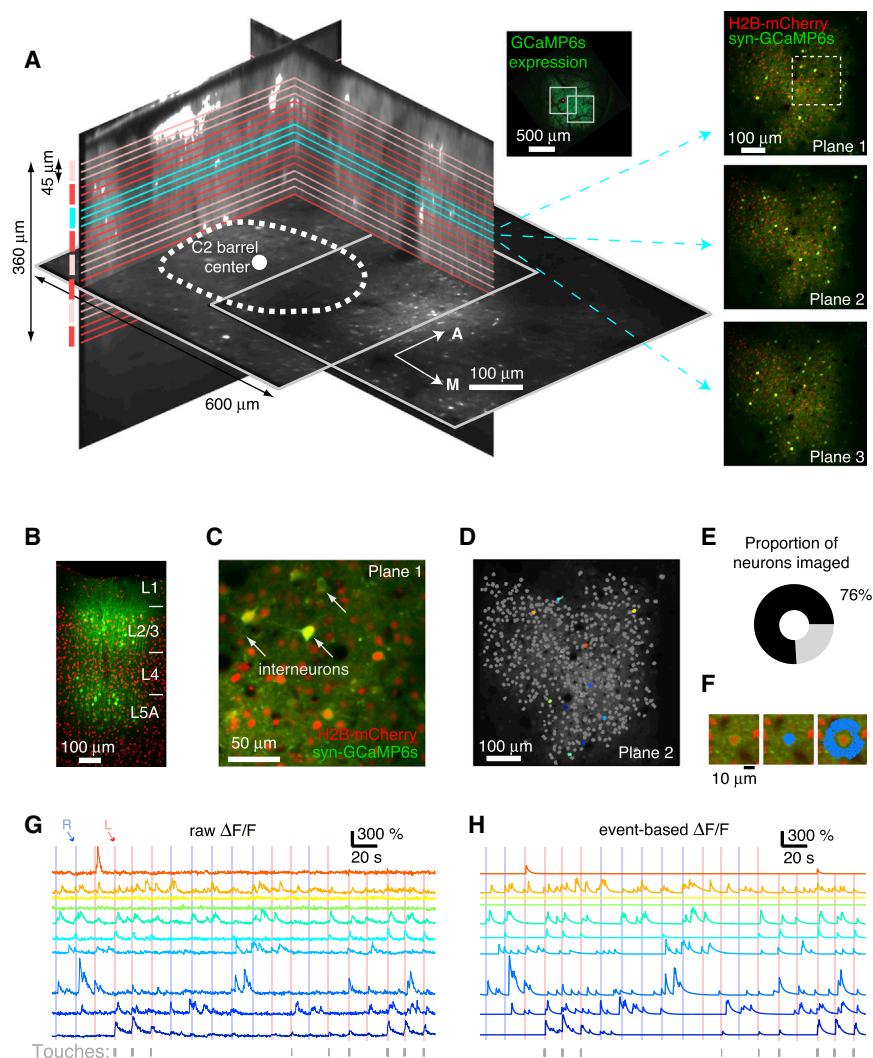 A
GCaMP6s
expression
500 μm
H2B-mCherry
syn-GCaMP6s
100 μm
Plane 1
45 μm
360 μm
C2 barrel
center
A
M
100 μm
600 μm
Plane 2
Plane 3
B
L1
L2/3
L4
L5A
100 μm
C
Plane 1
interneurons
H2B-mCherry
syn-GCaMP6s
50 μm
D
100 μm
Plane 2
E
Proportion of
neurons imaged
76%
F
10 μm
G
R
L
raw ΔF/F
300 %
20 s
Touches:
H
event-based ΔF/F
300 %
20 s